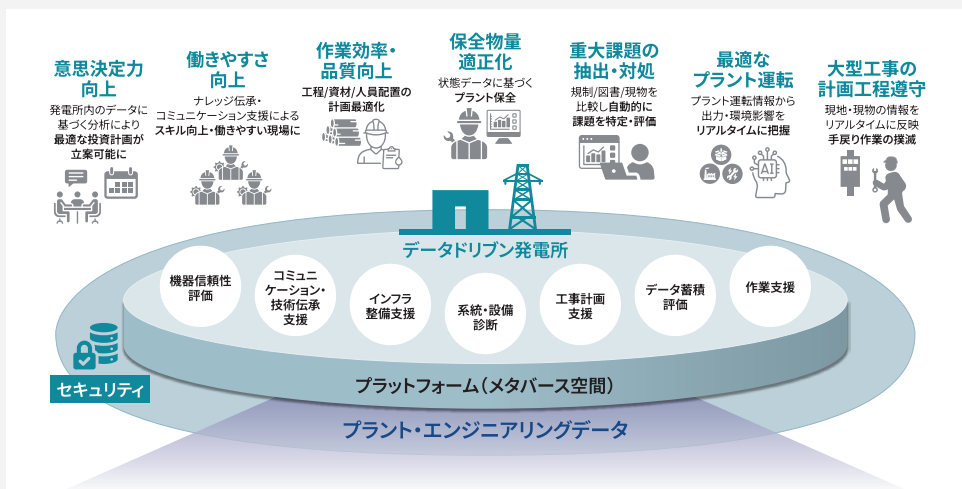 意思決定力
向上
発電所内のデータに
基づく分析により
最適な投資計画が
立案可能に
働きやすさ
向上
ナレッジ伝承・
コミュニケーション支援による
スキル向上・働きやすい現場に
作業効率・
品質向上
工程/資材/人員配置の
計画最適化
保全物量
適正化
状態データに基づく
プラント保全
重大課題の
抽出・対処
規制/図書/現物を
比較し自動的に
課題を特定・評価
最適な
プラント運転
プラント運転情報から
出力・環境影響を
リアルタイムに把握
AI
大型工事の
計画工程遵守
現地・現物の情報を
リアルタイムに反映
手戻り作業の撲滅
データドリブン発電所
機器信頼性
評価
コミュニ
ケーション・
技術伝承
支援
インフラ
整備支援
系統・設備
診断
工事計画
支援
データ蓄積
評価
作業支援
セキュリティ
プラットフォーム（メタバース空間）
プラント・エンジニアリングデータ